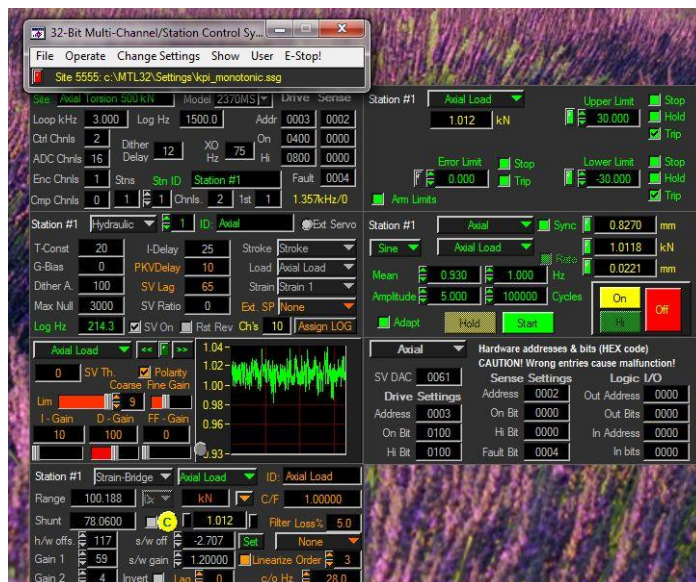 32-Bit Multi-Channel/Station Control Sy...
File Operate Change Settings Show User E-Stop!
Site 5555: c:\MTL32\Settings\kpi_monotonic.ssg
Site Axial Torsion 500 kN Model 2370MS Drive Sense
Loop kHz 3.000 Log Hz 1500.0 Addr 0003 0002
Ctrl Chnls 2 Dither Delay 12 XO Hz 75 On 0400 0000
ADC Chnls 16 Hi 0800 0000
Enc Chnls 1 Stns Stn ID Station #1 Fault 0004
Cmp Chnls 0 1 1 Chnls. 2 1st 1 1.357kHz/0
Station #1 Axial Load Upper Limit Stop
1.012 kN 30.000 Hold
Trip
Error Limit Stop Lower Limit Stop
0.000 Trip -30.000 Hold
Arm Limits Trip
Station #1 Hydraulic 1 ID: Axial Ext Servo
T-Const 20 I-Delay 25 Stroke Stroke
G-Bias 0 PKVDelay 10 Load Axial Load
Dither A. 100 SV Lag 65 Strain Strain 1
Max Null 3000 SV Ratio 0 Ext. SP None
Log Hz 214.3 SV On Rst Rev Ch's 10 Assign LOG
Station #1 Axial Sync 0.8270 mm
Sine Axial Load 1.0118 kN
Rate 0.0221 mm
Mean 0.930 1.000 Hz
Amplitude 5.000 100000 Cycles On Off
Adapt Hold Start Hi
Axial Load << F >>
0 SV Th. Polarity
Coarse Fine Gain
Lim 9
I - Gain D - Gain FF - Gain
10 100 0
1.04
1.02
1.00
0.98
0.96
0.93
Axial Hardware addresses & bits (HEX code)
CAUTION! Wrong entries cause malfunction!
SV DAC 0061 Sense Settings Logic I/O
Drive Settings Address 0002 Out Address 0000
Address 0003 On Bit 0000 Out Bits 0000
On Bit 0100 Hi Bit 0000 In Address 0000
Hi Bit 0100 Fault Bit 0004 In bits 0000
Station #1 Strain-Bridge Axial Load ID: Axial Load
Range 100.188 kN C/F 1.00000
Shunt 78.0600 C 1.012 Filter Loss% 5.0
h/w offs. 117 s/w off -2.707 Set None
Gain 1 59 s/w gain 1.20000 Linearize Order 3
Gain 2 4 Invert Lag 0 c/o Hz 28.0